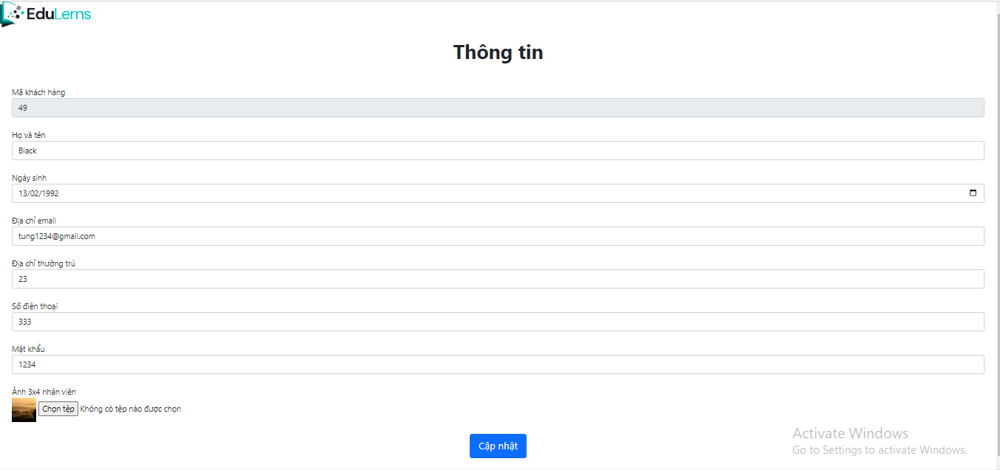 EduLerns
Thông tin
Mã khách hàng
49
Họ và tên
Black
Ngày sinh
13/02/1992
Địa chỉ email
tung1234@gmail.com
Địa chỉ thường trú
23
Số điện thoại
333
Mật khẩu
1234
Ảnh 3x4 nhân viên
Chọn tệp Không có tệp nào được chọn
Cập nhật
Activate Windows
Go to Settings to activate Windows.